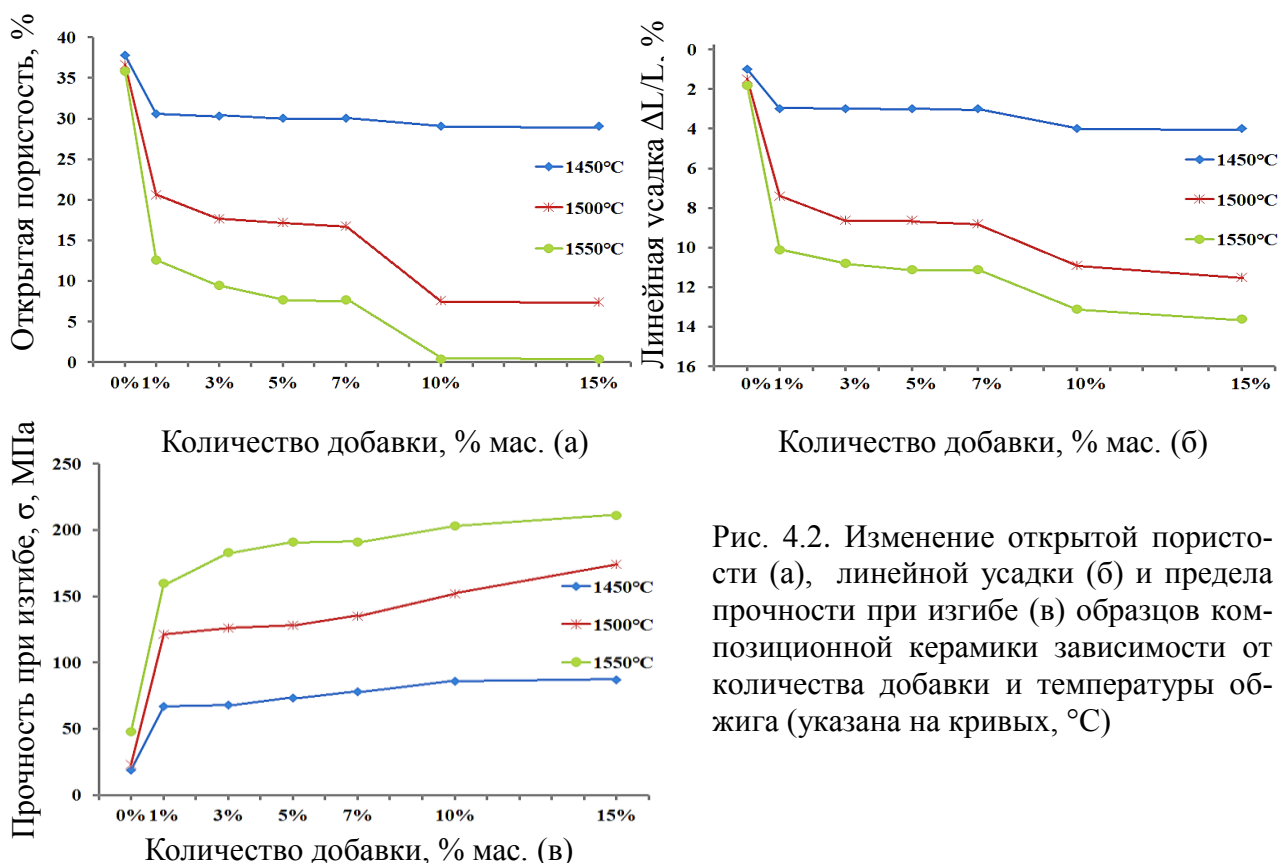 Открытая пористость, %
40
35
30
25
20
15
10
5
0
1450°C
1500°C
1550°C
0% 1% 3% 5% 7% 10% 15%
Количество добавки, % мас. (а)
Линейная усадка ΔL/L, %
0
2
4
6
8
10
12
14
16
1450°C
1500°C
1550°C
0% 1% 3% 5% 7% 10% 15%
Количество добавки, % мас. (б)
Прочность при изгибе, σ, МПа
250
200
150
100
50
0
1450°C
1500°C
1550°C
0% 1% 3% 5% 7% 10% 15%
Количество добавки, % мас. (в)
Рис. 4.2. Изменение открытой пористо-
сти (а), линейной усадки (б) и предела
прочности при изгибе (в) образцов ком-
позиционной керамики зависимости от
количества добавки и температуры об-
жига (указана на кривых, °С)